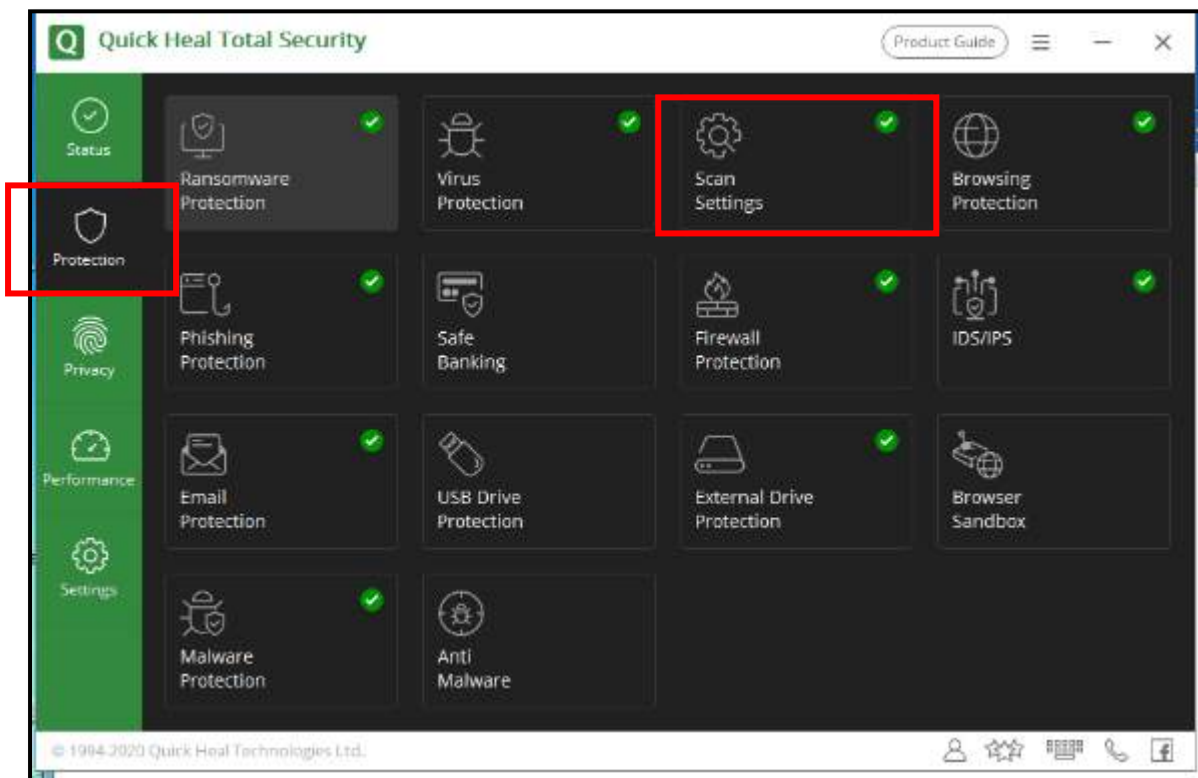 Q Quick Heal Total Security
Product Guide
Status
Protection
Privacy
Performance
Settings
Ransomware
Protection
Virus
Protection
Scan
Settings
Browsing
Protection
Phishing
Protection
Safe
Banking
Firewall
Protection
IDS/IPS
Email
Protection
USB Drive
Protection
External Drive
Protection
Browser
Sandbox
Malware
Protection
Anti
Malware
© 1994-2020 Quick Heal Technologies Ltd.
f